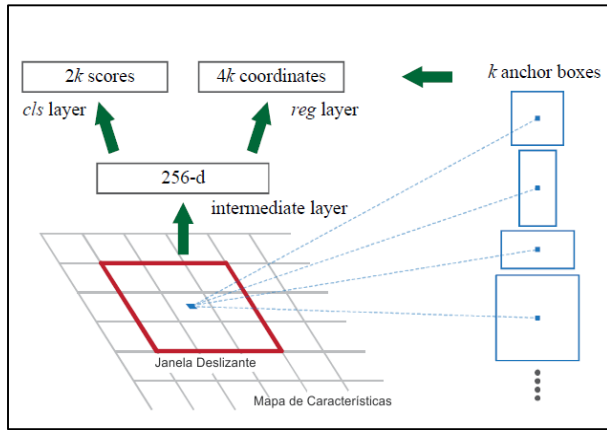 2k scores
4k coordinates
k anchor boxes
cls layer
reg layer
256-d
intermediate layer
Janela Deslizante
Mapa de Características